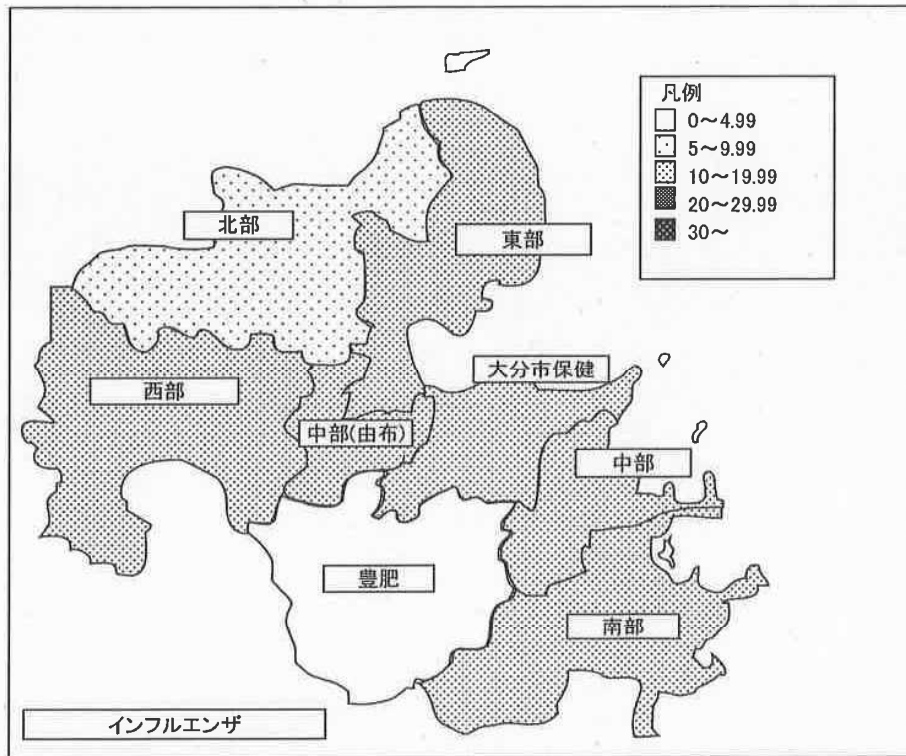 凡例
0～4.99
5～9.99
10～19.99
20～29.99
30～
北部
東部
大分市保健
西部
中部(由布)
中部
豊肥
南部
インフルエンザ